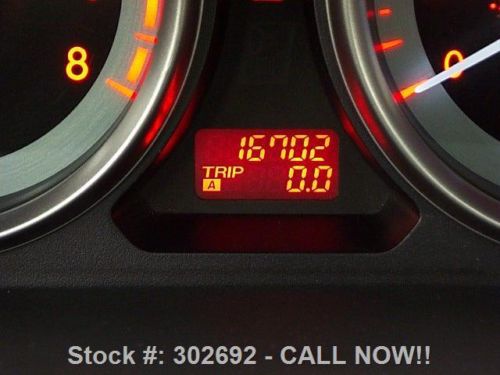 8
0
16702
TRIP 0.0
A
Stock #: 302692 - CALL NOW!!